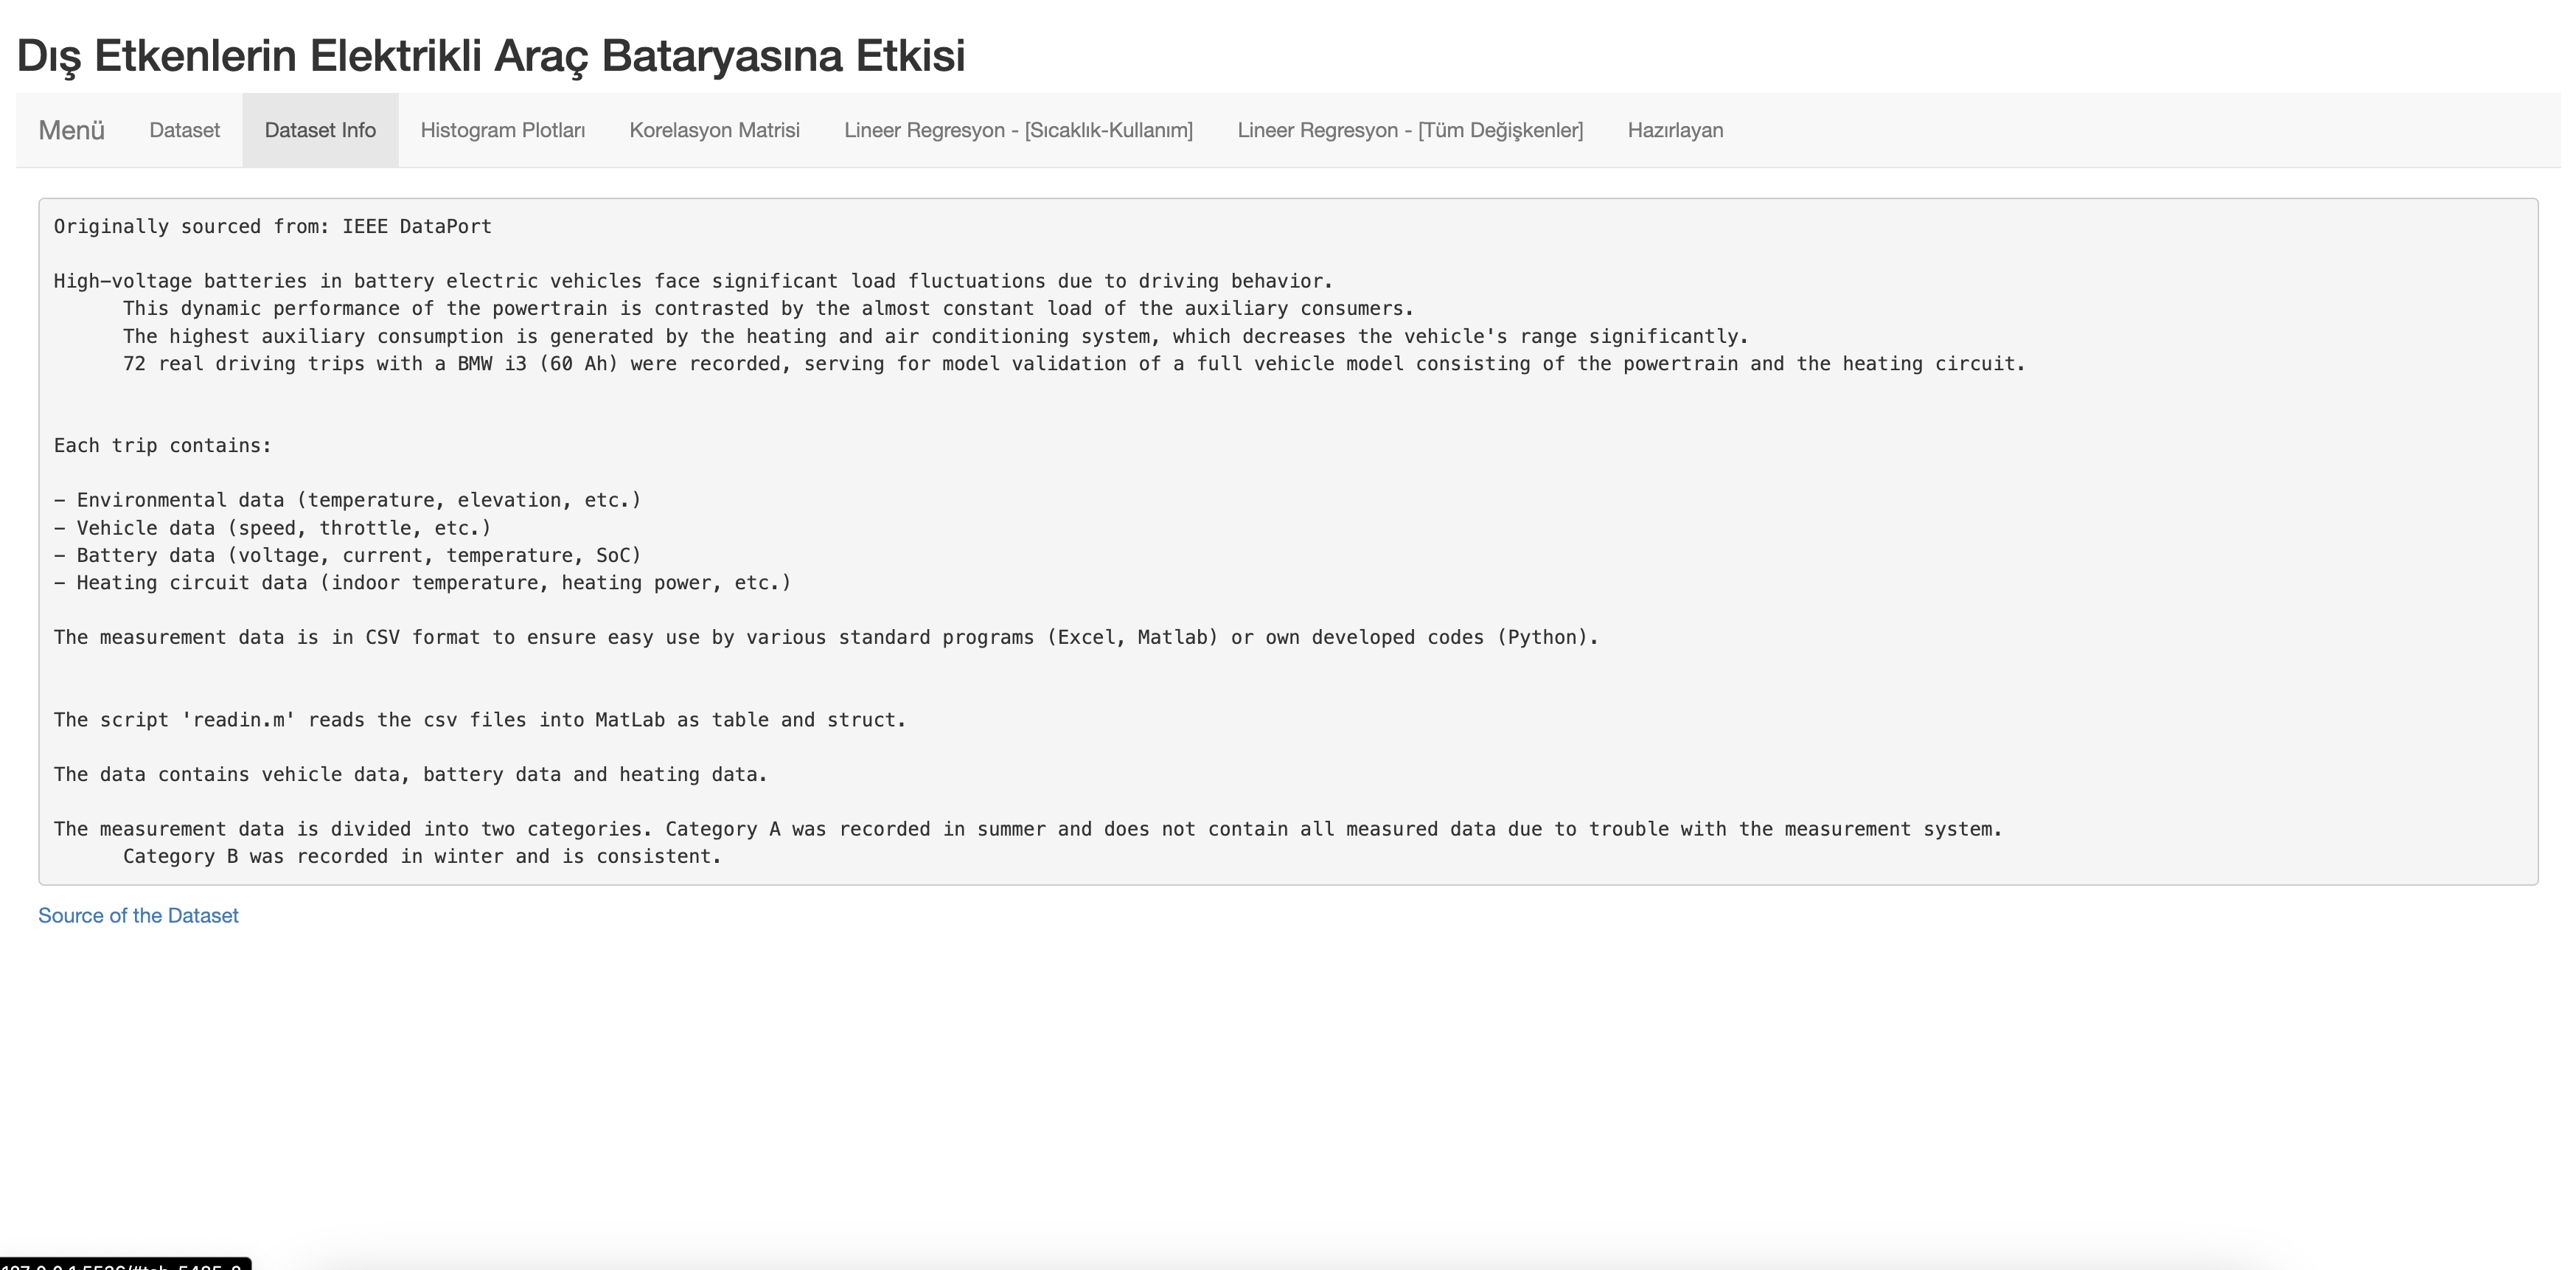 Dış Etkenlerin Elektrikli Araç Bataryasına Etkisi
Menü Dataset Dataset Info Histogram Plotları Korelasyon Matrisi Lineer Regresyon - [Sıcaklık-Kullanım] Lineer Regresyon - [Tüm Değişkenler] Hazırlayan
Originally sourced from: IEEE DataPort
High-voltage batteries in battery electric vehicles face significant load fluctuations due to driving behavior.
This dynamic performance of the powertrain is contrasted by the almost constant load of the auxiliary consumers.
The highest auxiliary consumption is generated by the heating and air conditioning system, which decreases the vehicle's range significantly.
72 real driving trips with a BMW i3 (60 Ah) were recorded, serving for model validation of a full vehicle model consisting of the powertrain and the heating circuit.
Each trip contains:
- Environmental data (temperature, elevation, etc.)
- Vehicle data (speed, throttle, etc.)
- Battery data (voltage, current, temperature, SoC)
- Heating circuit data (indoor temperature, heating power, etc.)
The measurement data is in CSV format to ensure easy use by various standard programs (Excel, Matlab) or own developed codes (Python).
The script 'readin.m' reads the csv files into MatLab as table and struct.
The data contains vehicle data, battery data and heating data.
The measurement data is divided into two categories. Category A was recorded in summer and does not contain all measured data due to trouble with the measurement system.
Category B was recorded in winter and is consistent.
Source of the Dataset